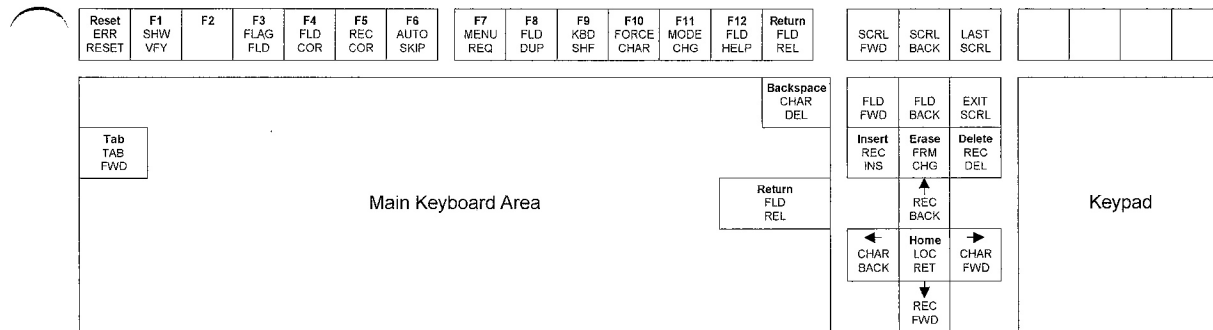 Reset F1 F2 F3 F4 F5 F6 F7 F8 F9 F10 F11 F12 Return
ERR SHW FLAG FLD REC AUTO MENU FLD KBD FORCE MODE FLD FLD SCRL SCRL LAST
RESET VFY FLD COR COR SKIP REQ DUP SHF CHAR CHG HELP REL FWD BACK SCRL
Backspace
CHAR FLD FLD EXIT
DEL FWD BACK SCRL
Tab Insert Erase Delete
TAB REC FRM REC
FWD INS CHG DEL
Return
Main Keyboard Area FLD REC Keypad
REL BACK
Home
CHAR LOC CHAR
BACK RET FWD
REC
FWD